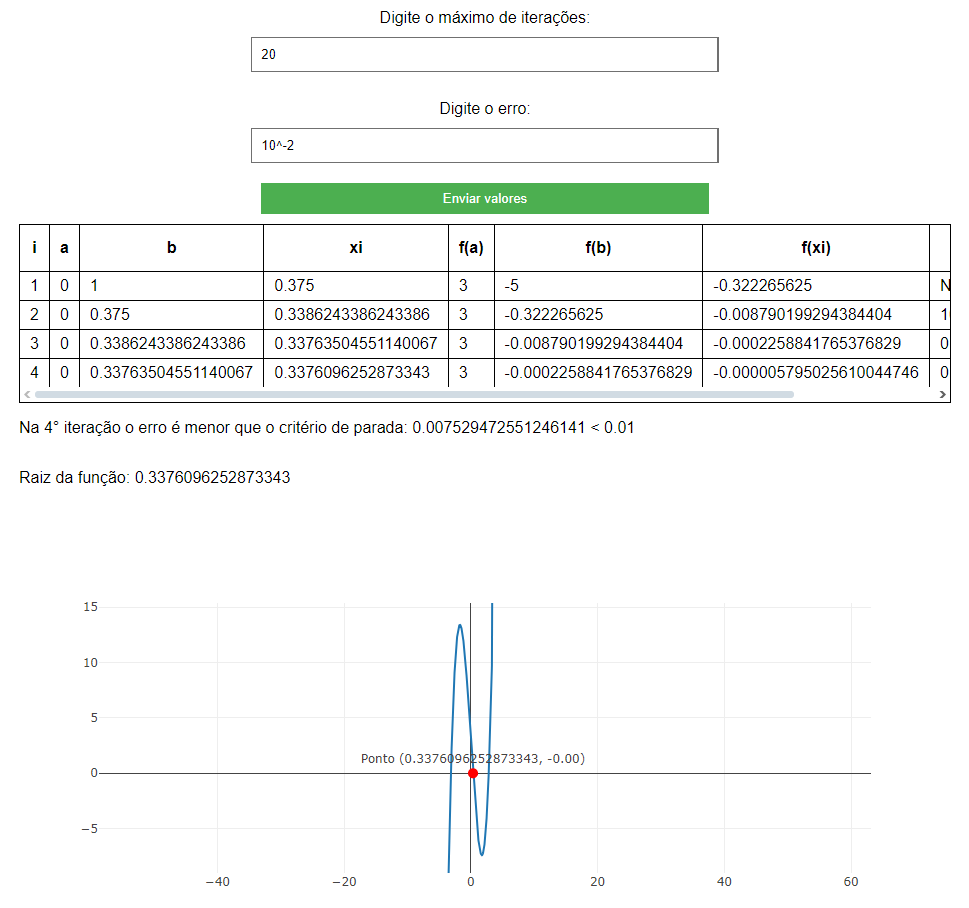 Digite o máximo de iterações:
20
Digite o erro:
10^-2
Enviar valores
i a b xi f(a) f(b) f(xi)
1 0 1 0.375 3 -5 -0.322265625 N
2 0 0.375 0.3386243386243386 3 -0.322265625 -0.008790199294384404 1
3 0 0.3386243386243386 0.33763504551140067 3 -0.008790199294384404 -0.0002258841765376829 0
4 0 0.33763504551140067 0.3376096252873343 3 -0.0002258841765376829 -0.000005795025610044746 0
Na 4° iteração o erro é menor que o critério de parada: 0.007529472551246141 < 0.01
Raiz da função: 0.3376096252873343
15
10
5
Ponto (0.3376096252873343, -0.00)
0
−5
−40 −20 0 20 40 60